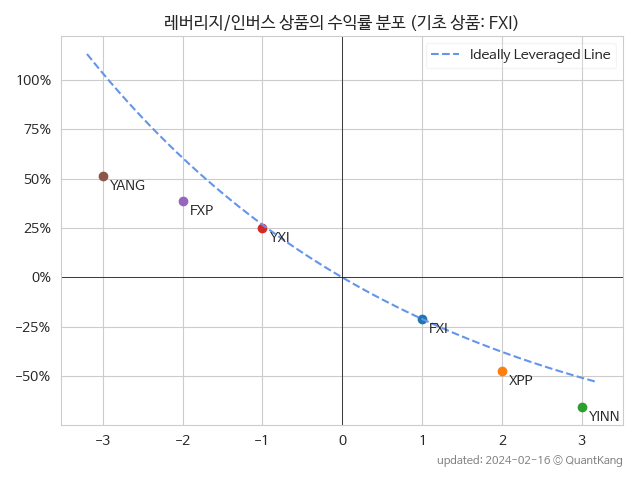 레버리지/인버스 상품의 수익률 분포 (기초 상품: FXI)
Ideally Leveraged Line
100%
75%
50%
25%
0%
−25%
−50%
YANG
FXP
YXI
FXI
XPP
YINN
−3
−2
−1
0
1
2
3
updated: 2024-02-16 © QuantKang